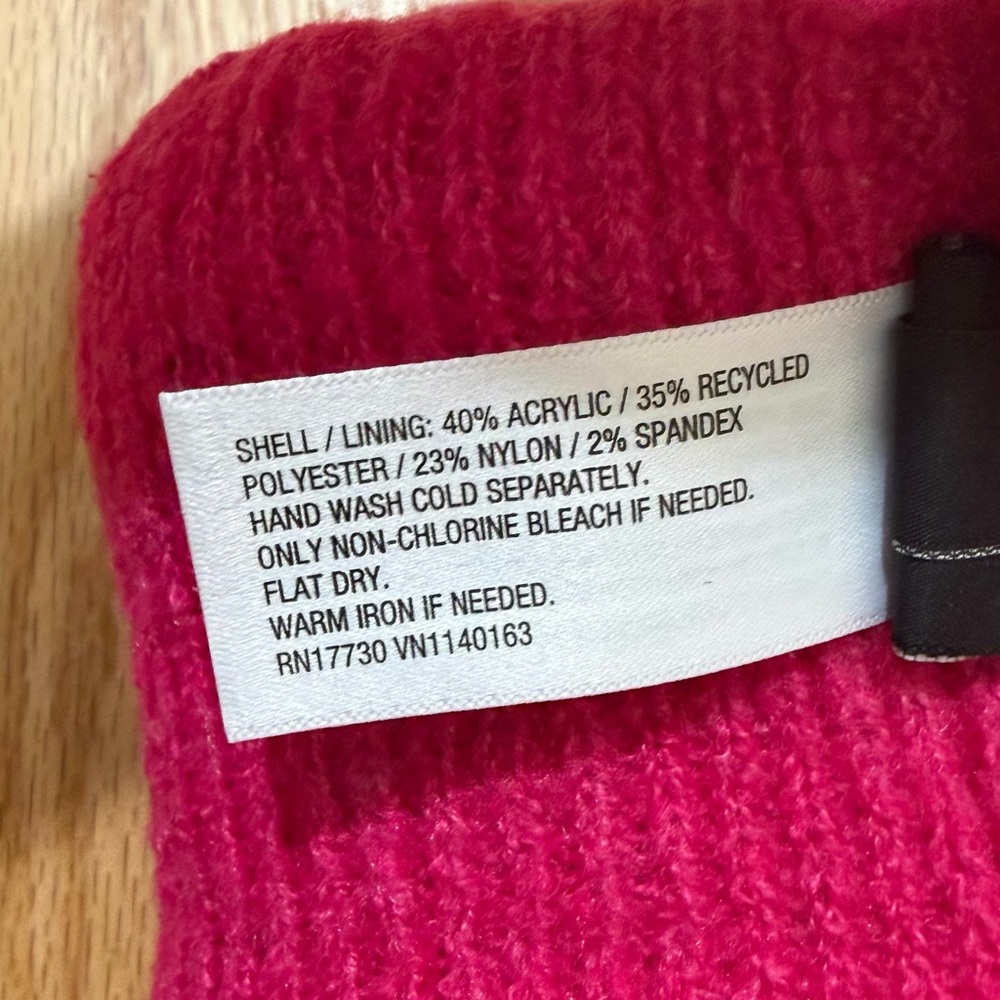 SHELL / LINING: 40% ACRYLIC / 35% RECYCLED
POLYESTER / 23% NYLON / 2% SPANDEX
HAND WASH COLD SEPARATELY.
ONLY NON-CHLORINE BLEACH IF NEEDED.
FLAT DRY.
WARM IRON IF NEEDED.
RN17730 VN1140163